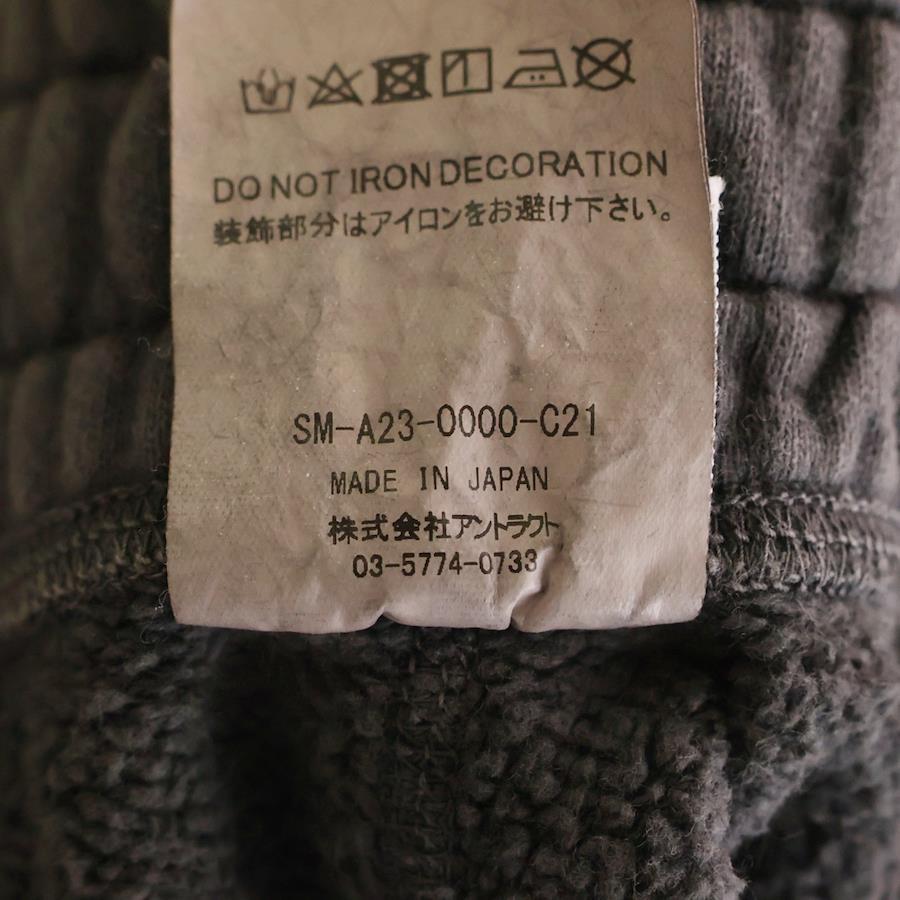 DO NOT IRON DECORATION
装飾部分はアイロンをお避け下さい。
SM-A23-0000-C21
MADE IN JAPAN
株式会社アントラクト
03-5774-0733